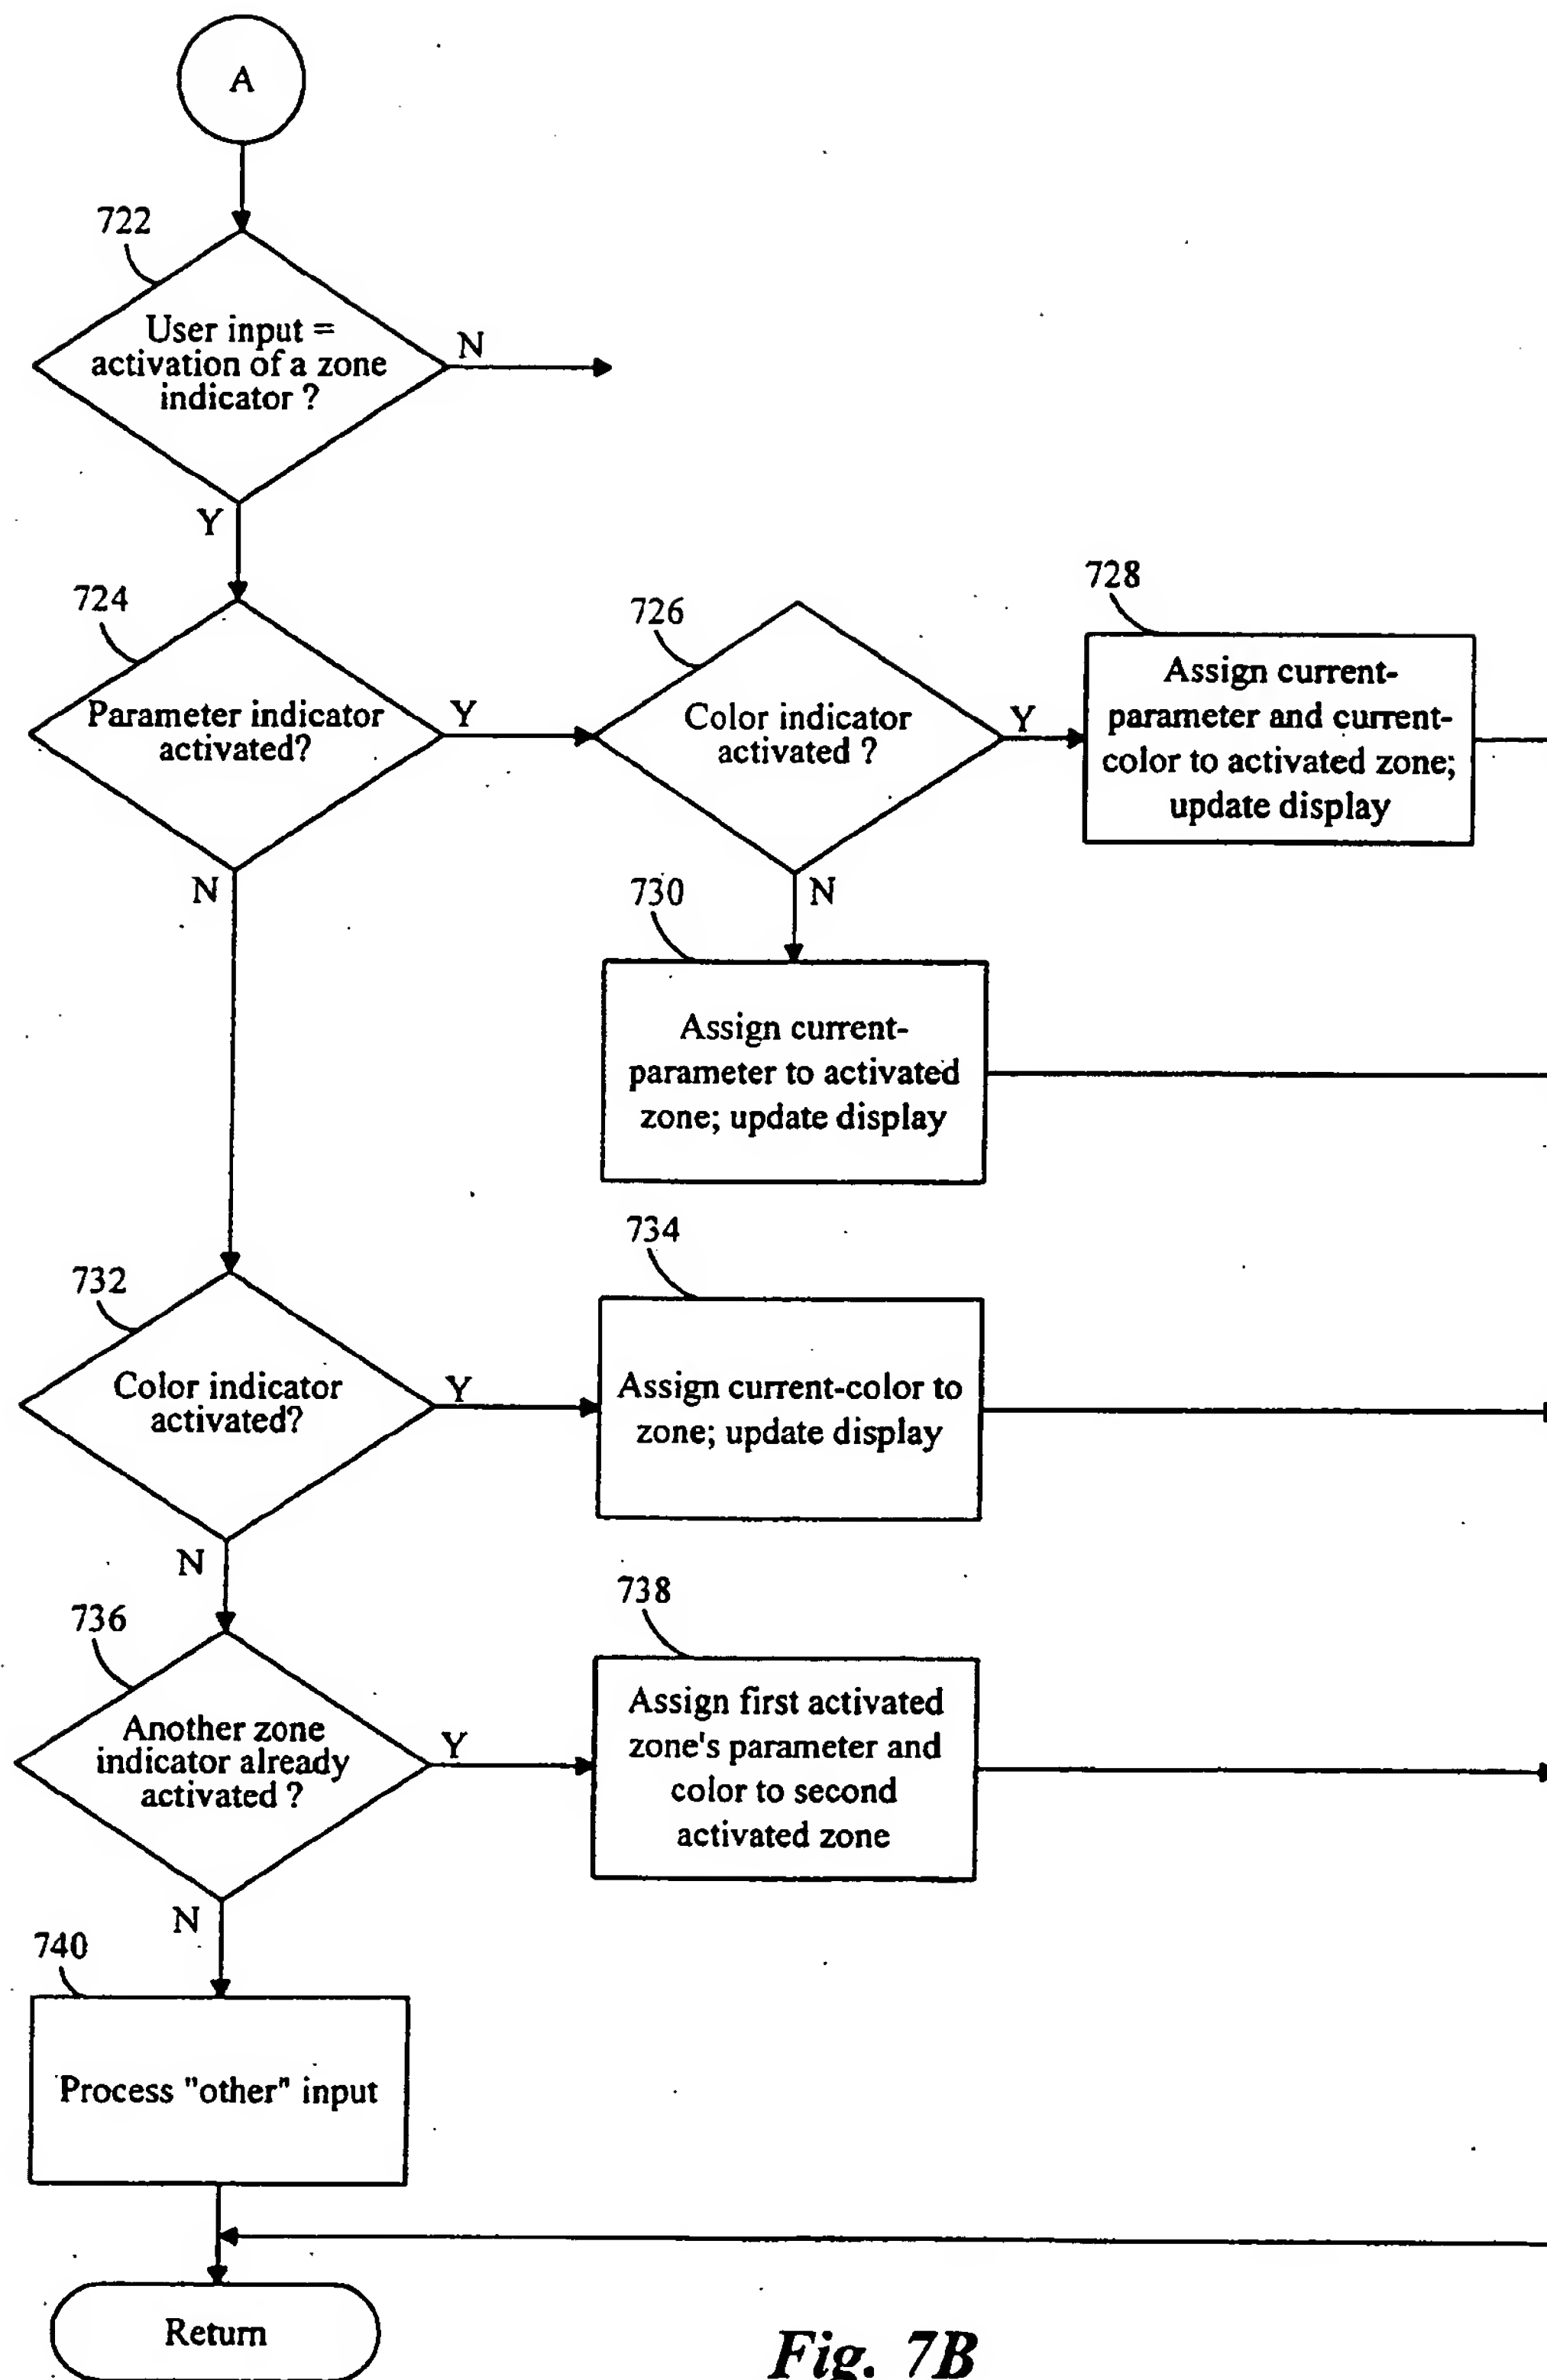 A
722
User input =
activation of a zone
indicator ?
N
Y
724
Parameter indicator
activated?
Y
N
726
Color indicator
activated ?
Y
N
728
Assign current-
parameter and current-
color to activated zone;
update display
730
Assign current-
parameter to activated
zone; update display
732
Color indicator
activated?
Y
N
734
Assign current-color to
zone; update display
736
Another zone
indicator already
activated ?
Y
N
738
Assign first activated
zone's parameter and
color to second
activated zone
740
Process "other" input
Return
Fig. 7B